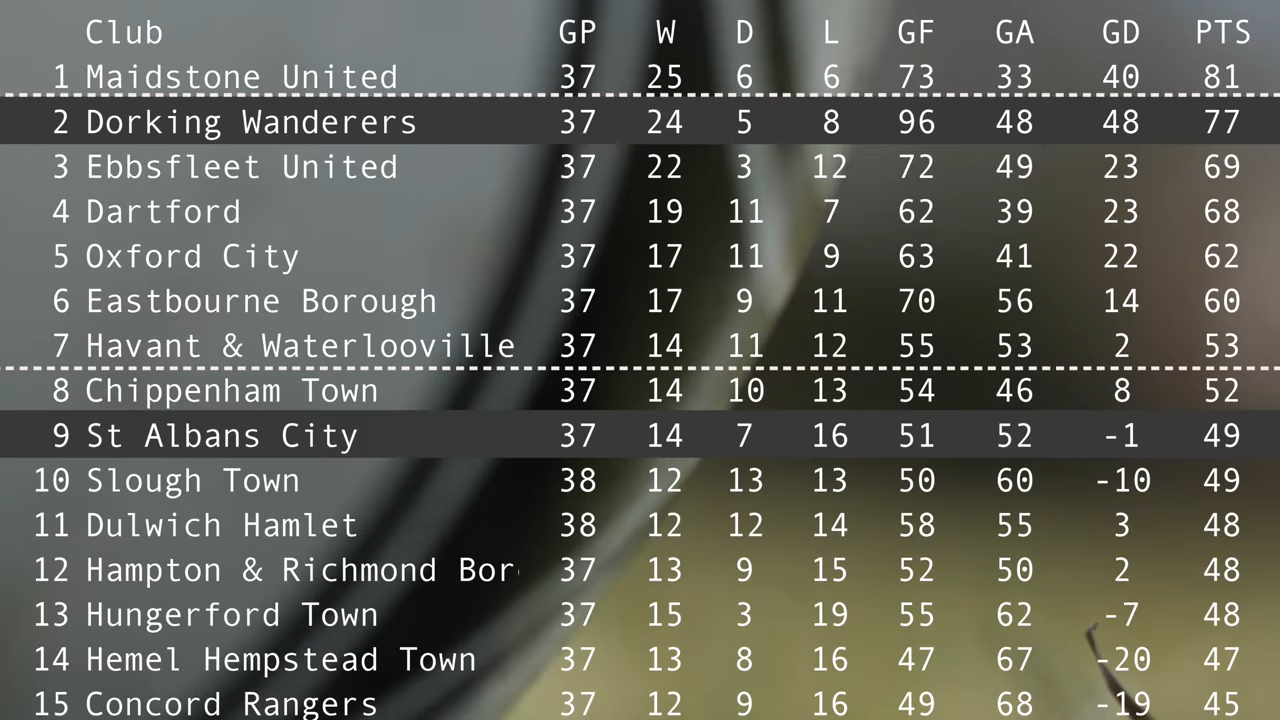 Club GP W D L GF GA GD PTS
1 Maidstone United 37 25 6 6 73 33 40 81
2 Dorking Wanderers 37 24 5 8 96 48 48 77
3 Ebbsfleet United 37 22 3 12 72 49 23 69
4 Dartford 37 19 11 7 62 39 23 68
5 Oxford City 37 17 11 9 63 41 22 62
6 Eastbourne Borough 37 17 9 11 70 56 14 60
7 Havant & Waterlooville 37 14 11 12 55 53 2 53
8 Chippenham Town 37 14 10 13 54 46 8 52
9 St Albans City 37 14 7 16 51 52 -1 49
10 Slough Town 38 12 13 13 50 60 -10 49
11 Dulwich Hamlet 38 12 12 14 58 55 3 48
12 Hampton & Richmond Bor 37 13 9 15 52 50 2 48
13 Hungerford Town 37 15 3 19 55 62 -7 48
14 Hemel Hempstead Town 37 13 8 16 47 67 -20 47
15 Concord Rangers 37 12 9 16 49 68 -19 45